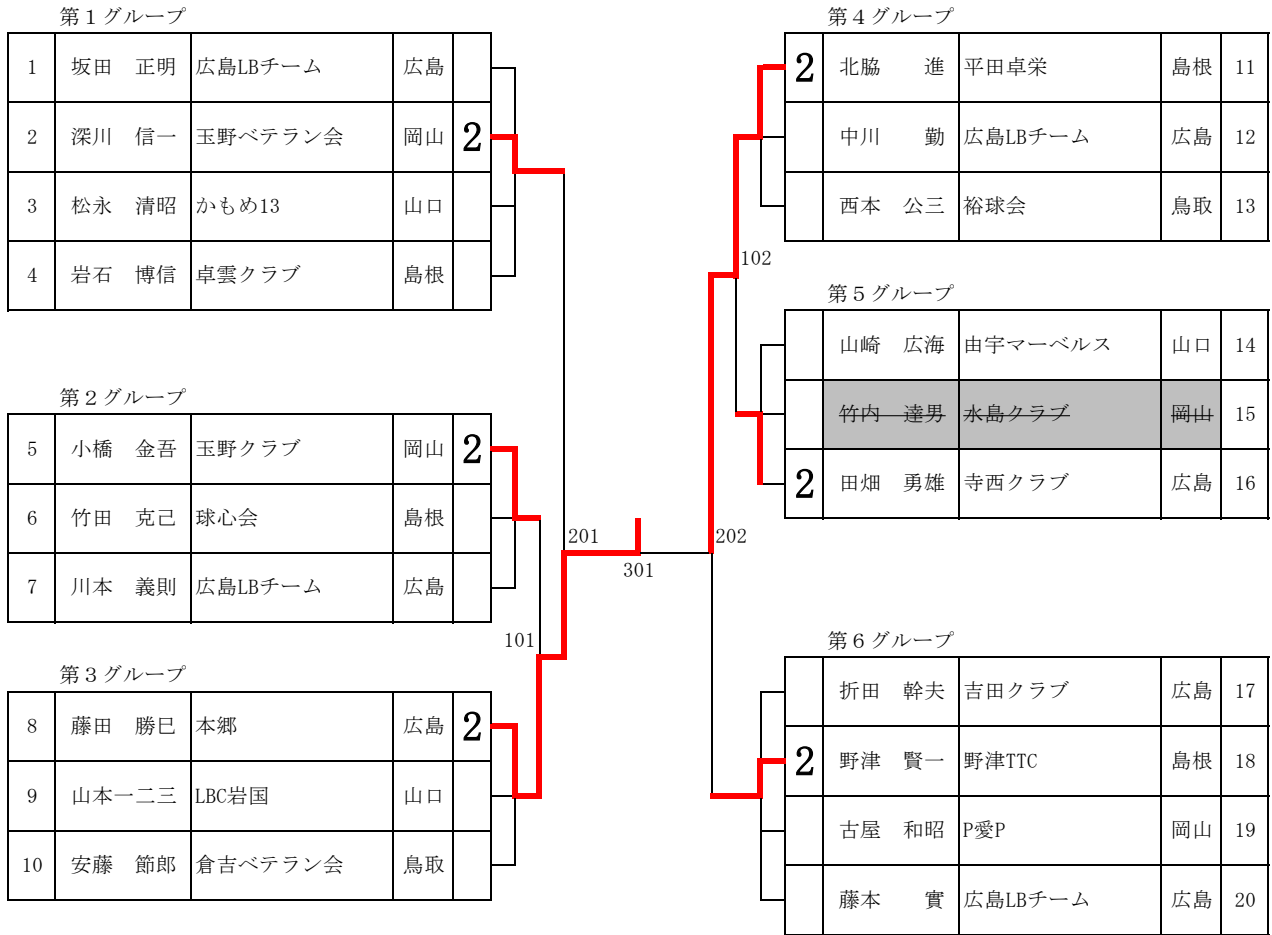 第１グループ
1 坂田 正明 広島LBチーム 広島
2 深川 信一 玉野ベテラン会 岡山 2
3 松永 清昭 かもめ13 山口
4 岩石 博信 卓雲クラブ 島根
第２グループ
5 小橋 金吾 玉野クラブ 岡山 2
6 竹田 克己 球心会 島根
7 川本 義則 広島LBチーム 広島
第３グループ
8 藤田 勝巳 本郷 広島 2
9 山本一二三 LBC岩国 山口
10 安藤 節郎 倉吉ベテラン会 鳥取
101
201
301
202
102
第４グループ
2 北脇 進 平田卓栄 島根 11
中川 勤 広島LBチーム 広島 12
西本 公三 裕球会 鳥取 13
第５グループ
山崎 広海 由宇マーベルス 山口 14
竹内 達男 水島クラブ 岡山 15
2 田畑 勇雄 寺西クラブ 広島 16
第６グループ
折田 幹夫 吉田クラブ 広島 17
2 野津 賢一 野津TTC 島根 18
古屋 和昭 P愛P 岡山 19
藤本 實 広島LBチーム 広島 20